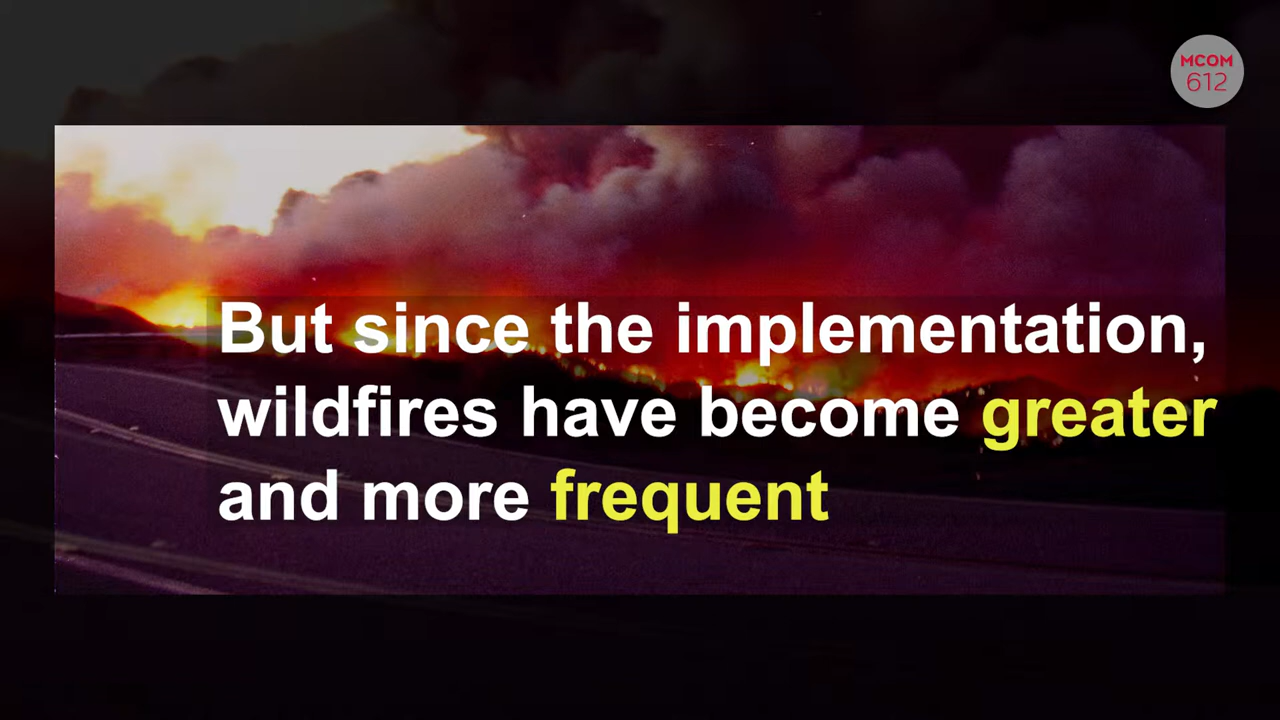 MCOM
612
But since the implementation,
wildfires have become greater
and more frequent